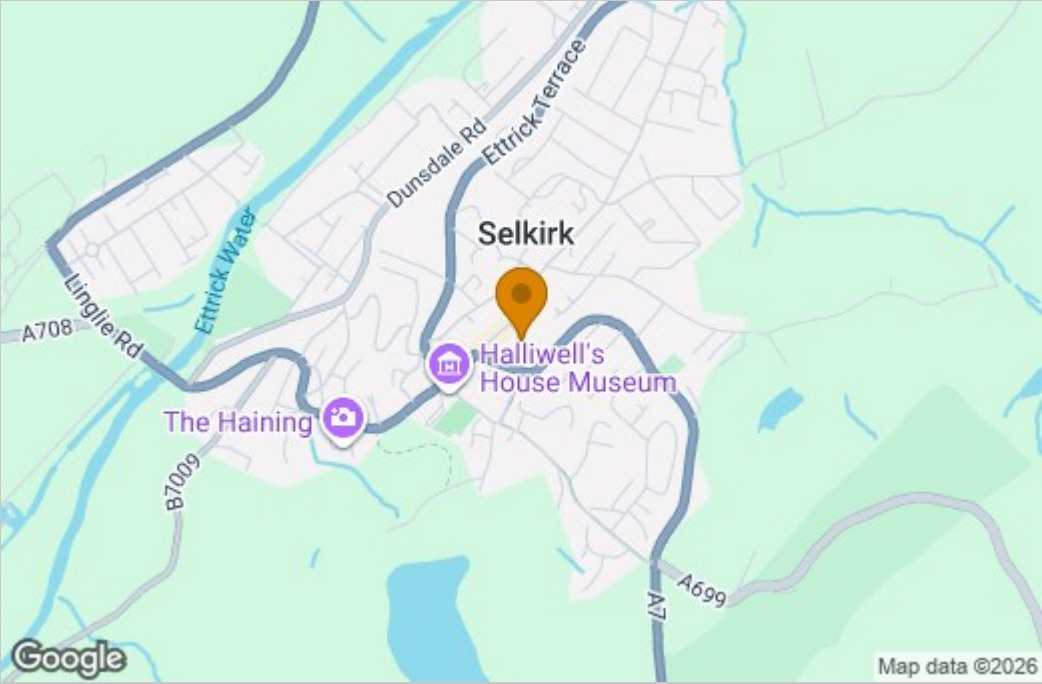 Ettrick Terrace
Dunsdale Rd
Selkirk
Ettrick Water
Linglie Rd
A708
Halliwell's
House Museum
The Haining
B7009
A699
A7
Google
Map data ©2026